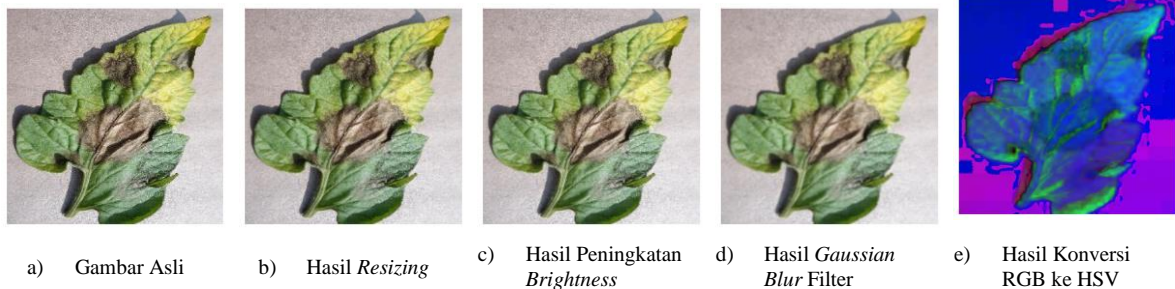 a) Gambar Asli
b) Hasil Resizing
c) Hasil Peningkatan
Brightness
d) Hasil Gaussian
Blur Filter
e) Hasil Konversi
RGB ke HSV